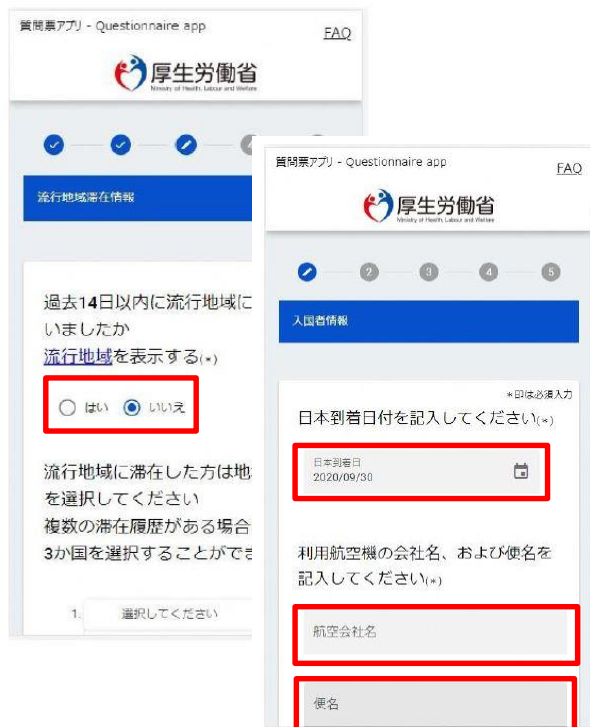 質問票アプリ - Questionnaire app
FAQ
厚生労働省
Ministry of Health, Labour and Welfare
流行地域滞在情報
過去14日以内に流行地域に
いましたか
流行地域を表示する(*)
はい いいえ
流行地域に滞在した方は地
を選択してください
複数の滞在履歴がある場合
3か国を選択することができ
1. 選択してください
質問票アプリ - Questionnaire app
FAQ
厚生労働省
Ministry of Health, Labour and Welfare
2 3 4 5
入国者情報
*印は必須入力
日本到着日付を記入してください(*)
日本到着日
2020/09/30
利用航空機の会社名、および便名を
記入してください(*)
航空会社名
便名